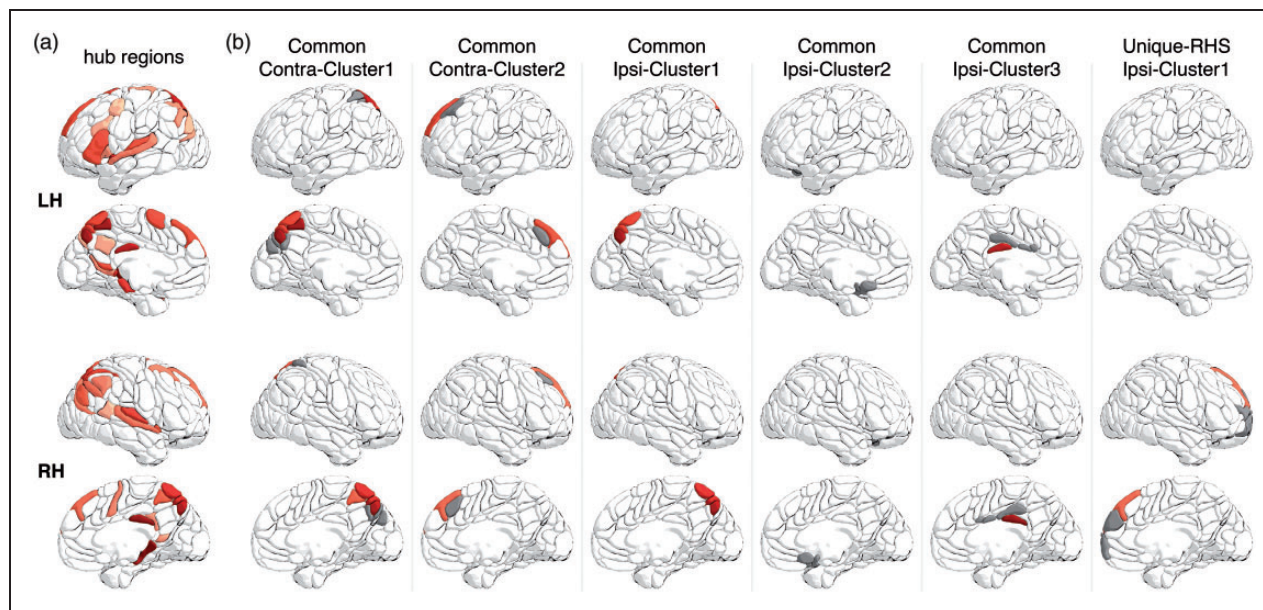 (a)
hub regions
(b)
Common
Contra-Cluster1
Common
Contra-Cluster2
Common
Ipsi-Cluster1
Common
Ipsi-Cluster2
Common
Ipsi-Cluster3
Unique-RHS
Ipsi-Cluster1
LH
RH